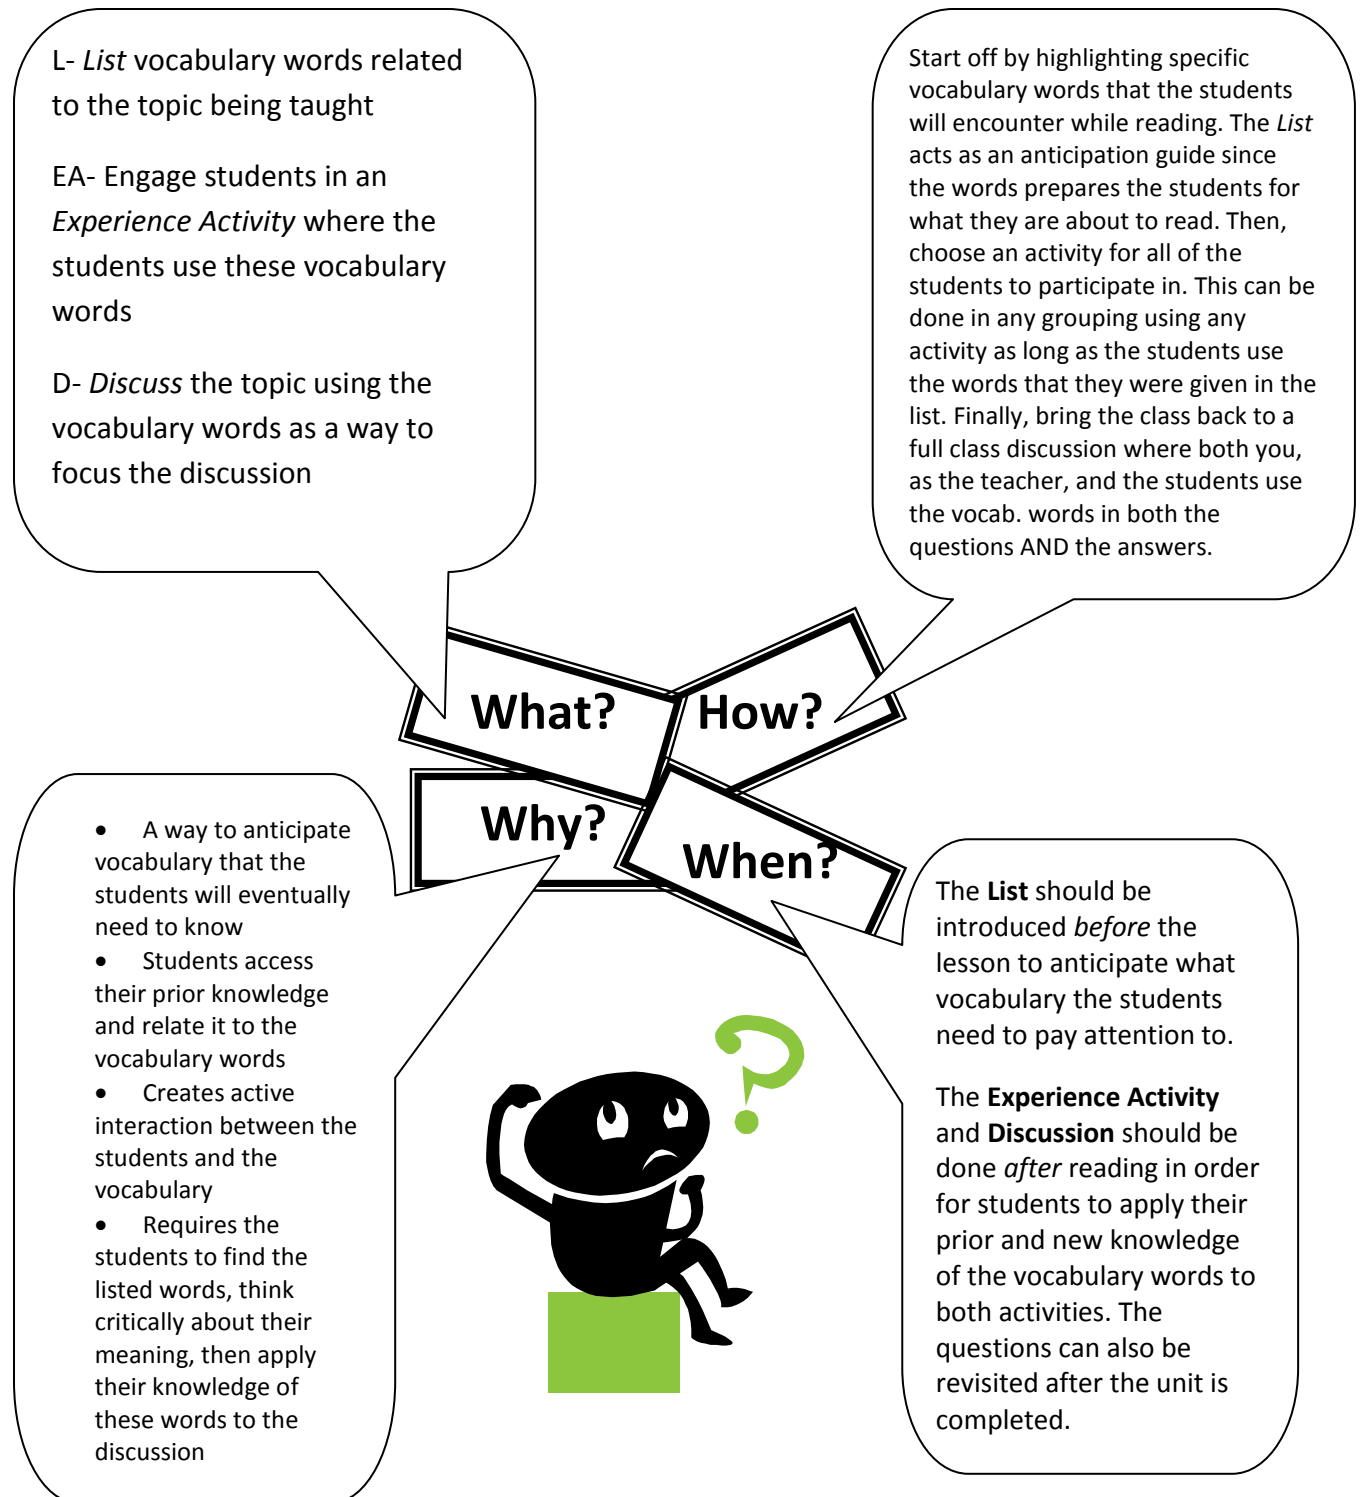 L- List vocabulary words related
to the topic being taught
EA- Engage students in an
Experience Activity where the
students use these vocabulary
words
D- Discuss the topic using the
vocabulary words as a way to
focus the discussion
Start off by highlighting specific
vocabulary words that the students
will encounter while reading. The List
acts as an anticipation guide since
the words prepares the students for
what they are about to read. Then,
choose an activity for all of the
students to participate in. This can be
done in any grouping using any
activity as long as the students use
the words that they were given in the
list. Finally, bring the class back to a
full class discussion where both you,
as the teacher, and the students use
the vocab. words in both the
questions AND the answers.
What?
How?
Why?
When?
• A way to anticipate
vocabulary that the
students will eventually
need to know
• Students access
their prior knowledge
and relate it to the
vocabulary words
• Creates active
interaction between the
students and the
vocabulary
• Requires the
students to find the
listed words, think
critically about their
meaning, then apply
their knowledge of
these words to the
discussion
The List should be
introduced before the
lesson to anticipate what
vocabulary the students
need to pay attention to.
The Experience Activity
and Discussion should be
done after reading in order
for students to apply their
prior and new knowledge
of the vocabulary words to
both activities. The
questions can also be
revisited after the unit is
completed.
?